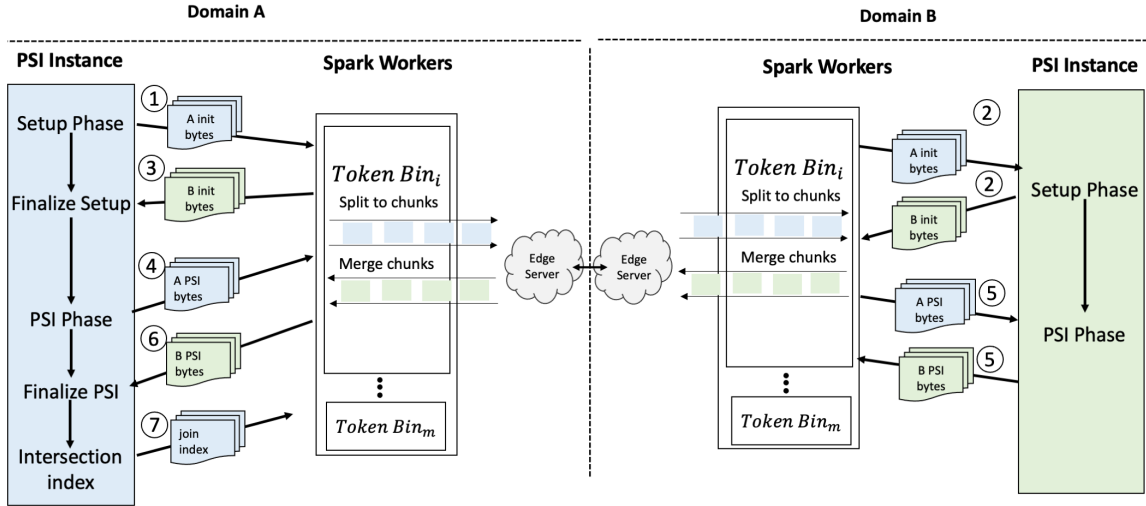 Domain A
Domain B
PSI Instance
Spark Workers
Spark Workers
PSI Instance
1
A init
bytes
Setup Phase
3
B init
bytes
Finalize Setup
4
A PSI
bytes
PSI Phase
6
B PSI
bytes
Finalize PSI
7
join
index
Intersection
index
Token Bin_i
Split to chunks
Merge chunks
Token Bin_m
Edge
Server
Edge
Server
Token Bin_i
Split to chunks
Merge chunks
Token Bin_m
2
A init
bytes
2
B init
bytes
Setup Phase
5
A PSI
bytes
PSI Phase
5
B PSI
bytes